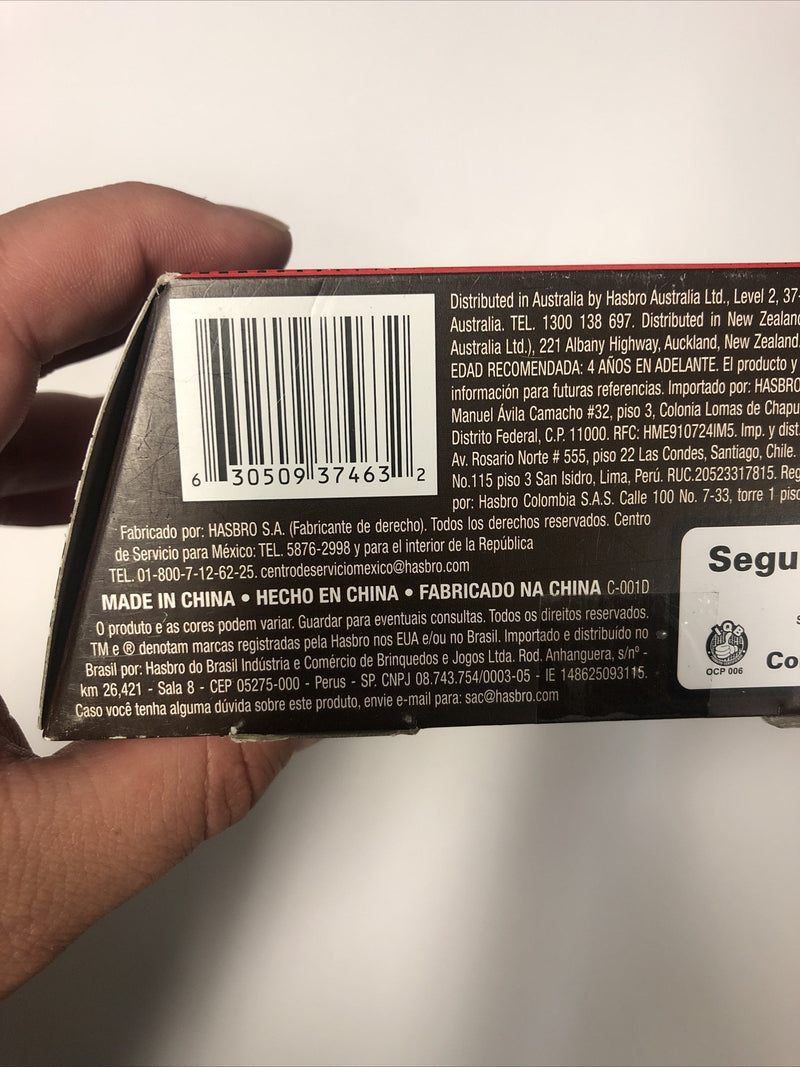 6 30509 37463 2
Distributed in Australia by Hasbro Australia Ltd., Level 2, 37-
Australia. TEL. 1300 138 697. Distributed in New Zealand
Australia Ltd.), 221 Albany Highway, Auckland, New Zealand.
EDAD RECOMENDADA: 4 AÑOS EN ADELANTE. El producto y
información para futuras referencias. Importado por: HASBRO
Manuel Ávila Camacho #32, piso 3, Colonia Lomas de Chapu
Distrito Federal, C.P. 11000. RFC: HME910724IM5. Imp. y dist.
Av. Rosario Norte # 555, piso 22 Las Condes, Santiago, Chile.
No.115 piso 3 San Isidro, Lima, Perú. RUC.20523317815. Reg
por: Hasbro Colombia S.A.S. Calle 100 No. 7-33, torre 1 piso
Fabricado por: HASBRO S.A. (Fabricante de derecho). Todos los derechos reservados. Centro
de Servicio para México: TEL. 5876-2998 y para el interior de la República
TEL. 01-800-7-12-62-25. centrodeserviciomexico@hasbro.com
MADE IN CHINA • HECHO EN CHINA • FABRICADO NA CHINA C-001D
O produto e as cores podem variar. Guardar para eventuais consultas. Todos os direitos reservados.
TM e ® denotam marcas registradas pela Hasbro nos EUA e/ou no Brasil. Importado e distribuído no
Brasil por: Hasbro do Brasil Indústria e Comércio de Brinquedos e Jogos Ltda. Rod. Anhanguera, s/nº -
km 26,421 - Sala 8 - CEP 05275-000 - Perus - SP. CNPJ 08.743.754/0003-05 - IE 148625093115.
Caso você tenha alguma dúvida sobre este produto, envie e-mail para: sac@hasbro.com
Segu
Co
OCP 006